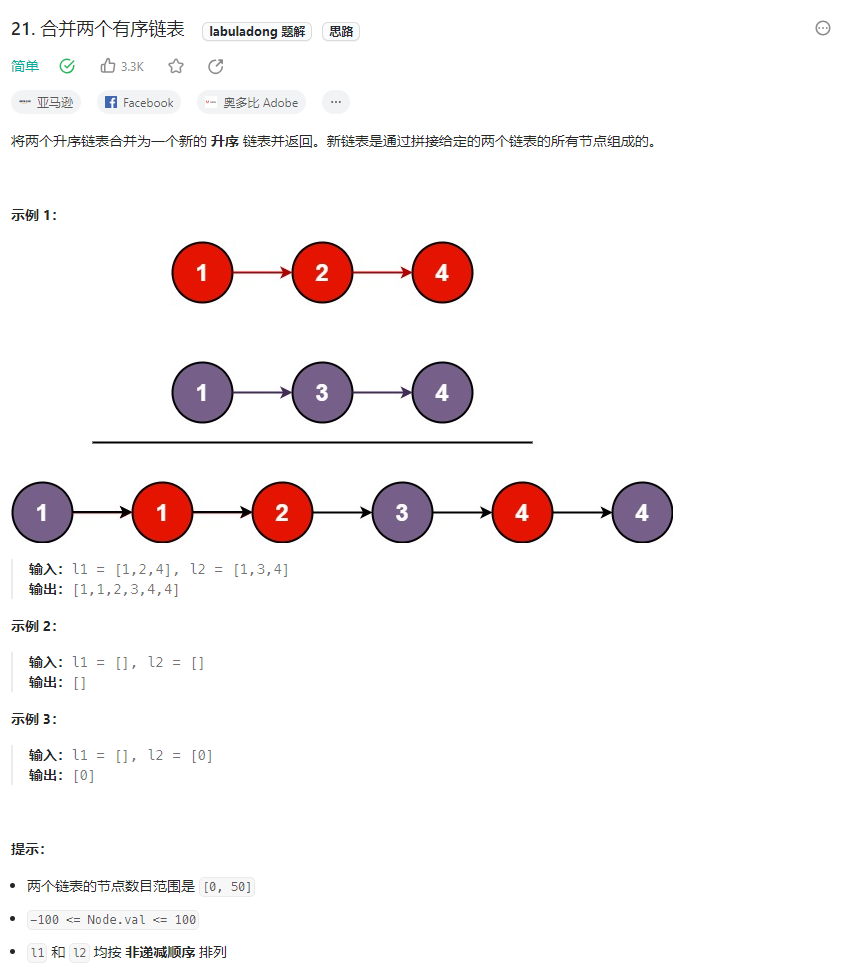 21. 合并两个有序链表 labuladong 题解 思路
简单 3.3K
亚马逊 Facebook 奥多比 Adobe ...
将两个升序链表合并为一个新的 升序 链表并返回。新链表是通过拼接给定的两个链表的所有节点组成的。
示例 1：
1 2 4
1 3 4
1 1 2 3 4 4
输入：l1 = [1,2,4], l2 = [1,3,4]
输出：[1,1,2,3,4,4]
示例 2：
输入：l1 = [], l2 = []
输出：[]
示例 3：
输入：l1 = [], l2 = [0]
输出：[0]
提示：
两个链表的节点数目范围是 [0, 50]
-100 <= Node.val <= 100
l1 和 l2 均按 非递减顺序 排列